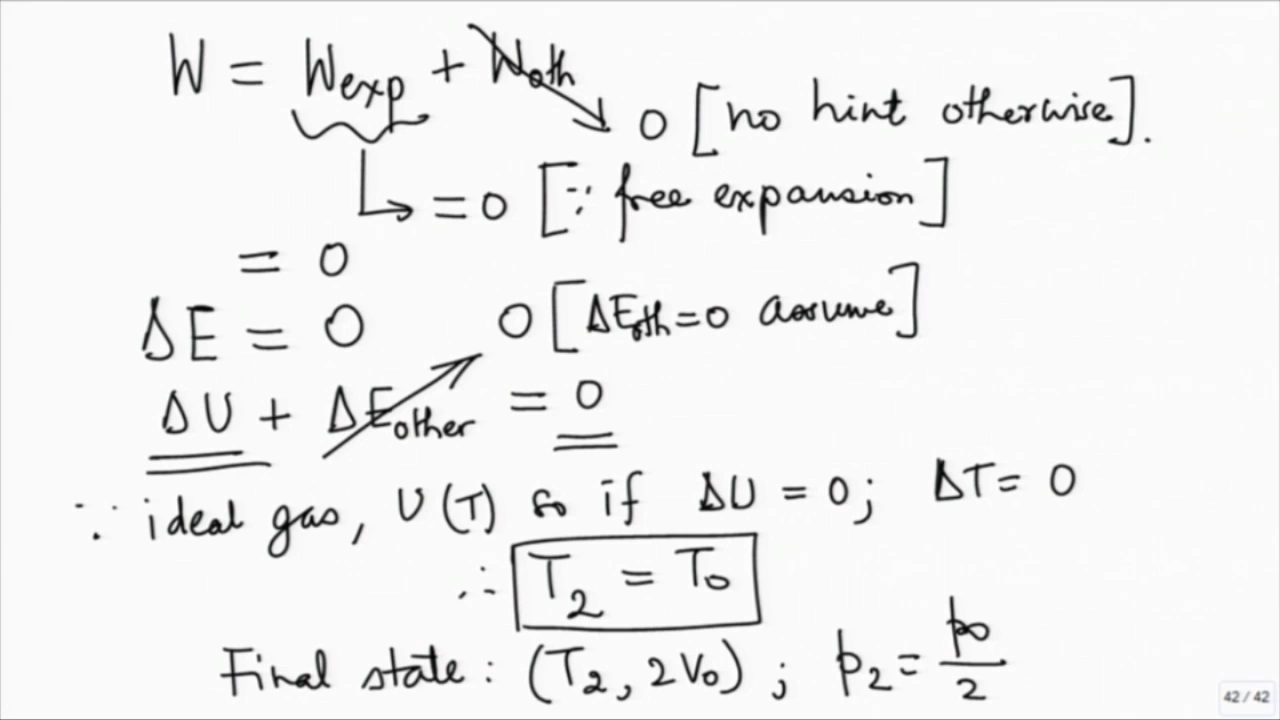 W = Wexp + Woth 0 [no hint otherwise].
= 0 [∵ free expansion]
= 0
ΔE = 0 0 [ΔEoth = 0 assume]
ΔU + ΔEother = 0
∵ ideal gas, U(T) so if ΔU = 0; ΔT = 0
∴ T₂ = T₀
Final state : (T₂, 2V₀) ; p₂ = p₀/2
42 / 42